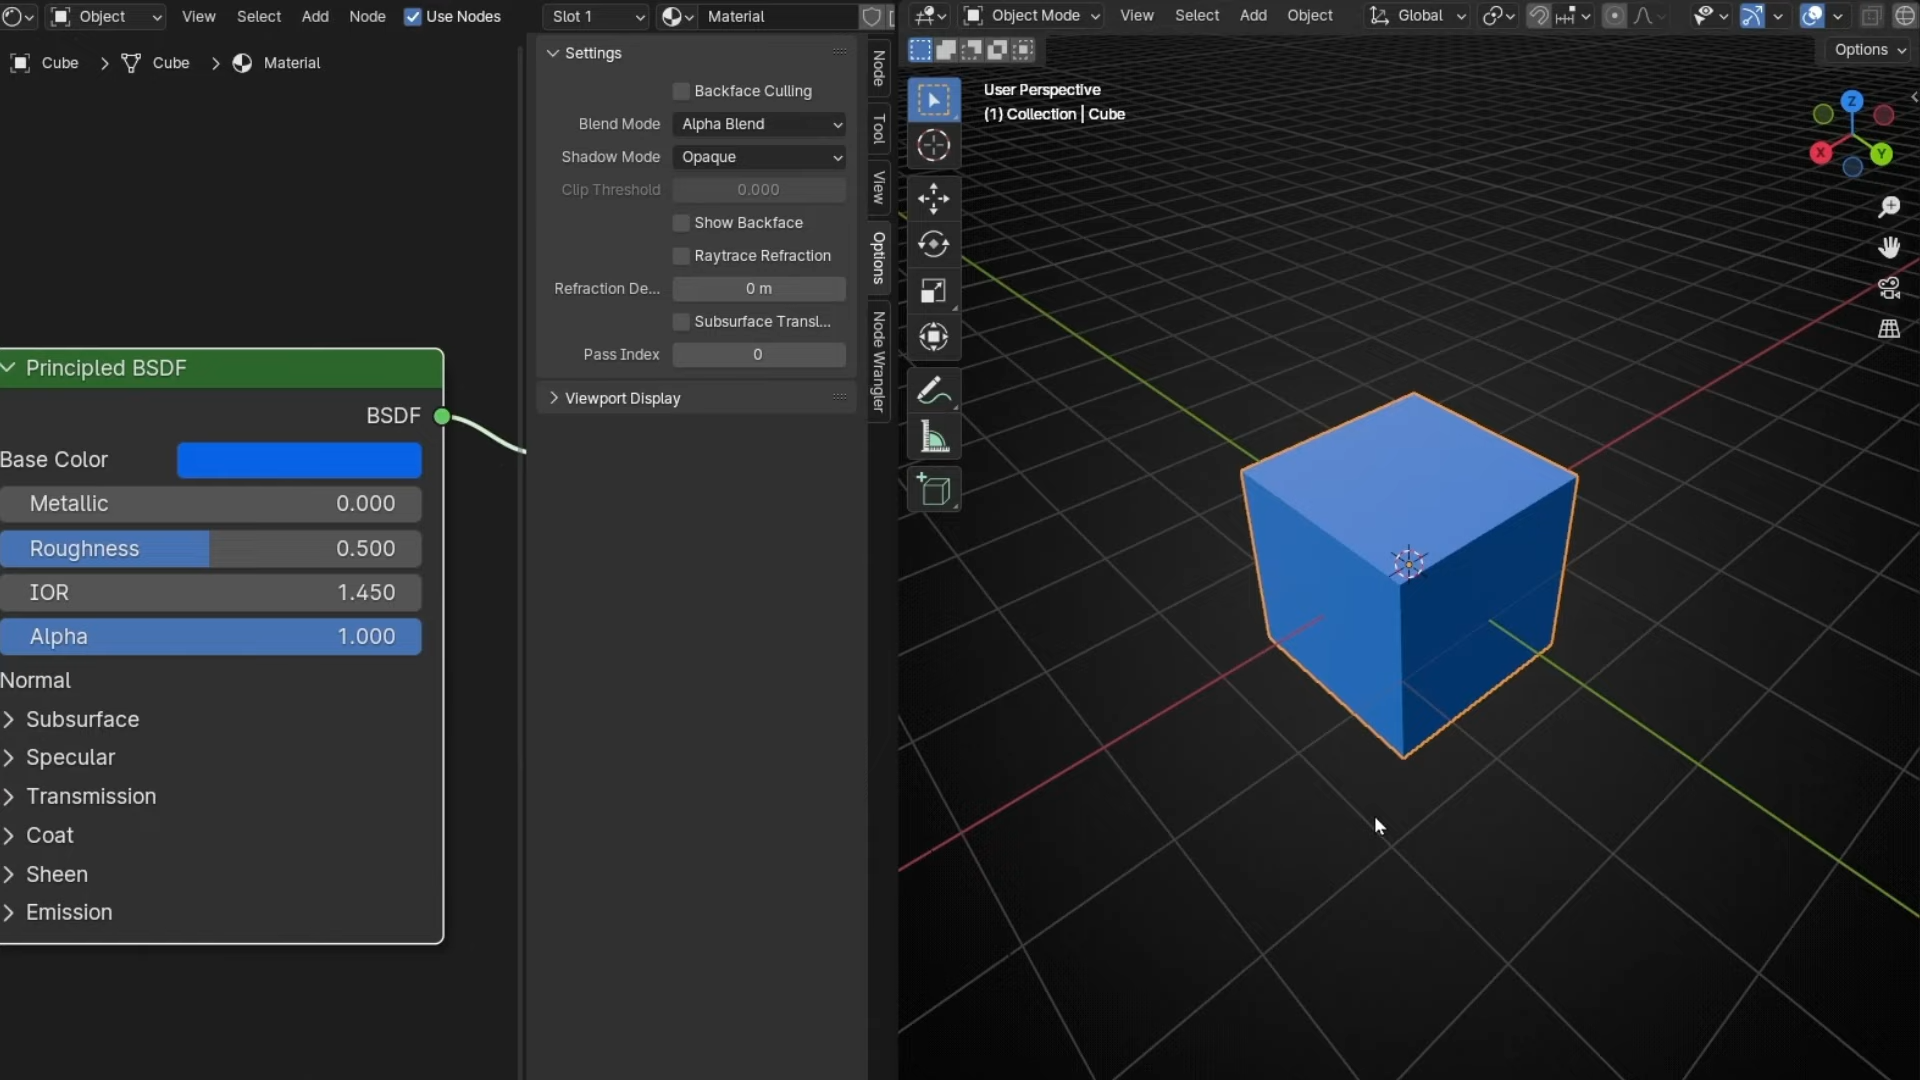 Object View Select Add Node Use Nodes Slot 1 Material
Cube > Cube > Material
Settings
Backface Culling
Blend Mode Alpha Blend
Shadow Mode Opaque
Clip Threshold 0.000
Show Backface
Raytrace Refraction
Refraction De... 0 m
Subsurface Transl...
Pass Index 0
Viewport Display
Node
Tool
View
Options
Node Wrangler
Principled BSDF
BSDF
Base Color
Metallic 0.000
Roughness 0.500
IOR 1.450
Alpha 1.000
Normal
Subsurface
Specular
Transmission
Coat
Sheen
Emission
Object Mode View Select Add Object Global
Options
User Perspective
(1) Collection | Cube
Z
X
Y